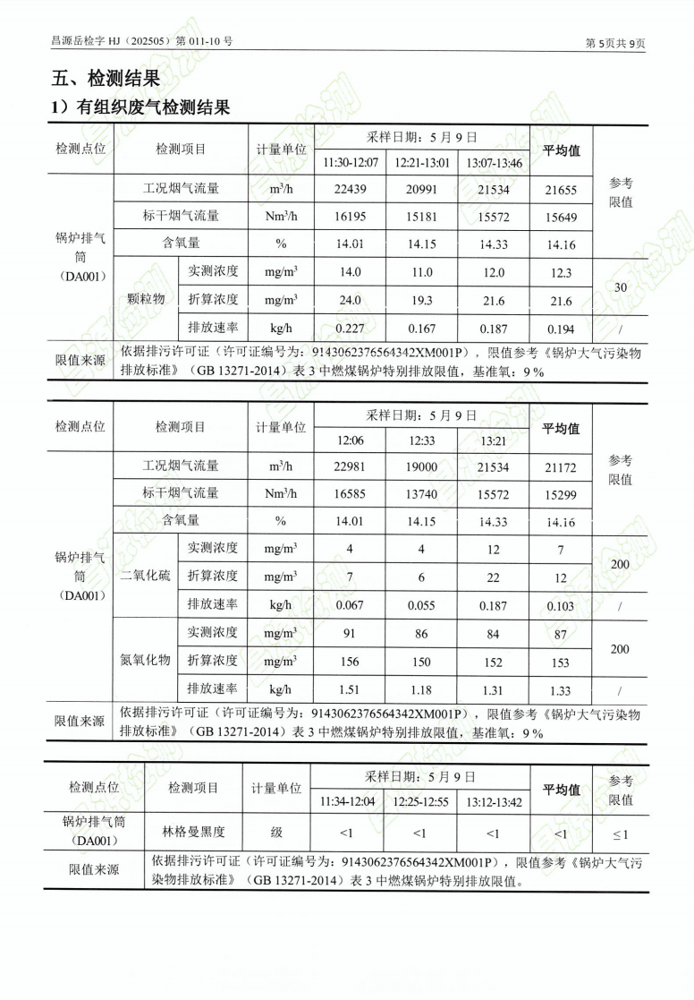 昌源岳检字 HJ（202505）第 011-10 号 第 5页共 9页
五、检测结果
1）有组织废气检测结果
检测点位 检测项目 计量单位 采样日期：5 月 9 日 平均值 参考限值
11:30-12:07 12:21-13:01 13:07-13:46
锅炉排气筒（DA001） 工况烟气流量 m³/h 22439 20991 21534 21655
标干烟气流量 Nm³/h 16195 15181 15572 15649
含氧量 % 14.01 14.15 14.33 14.16
颗粒物 实测浓度 mg/m³ 14.0 11.0 12.0 12.3 30
折算浓度 mg/m³ 24.0 19.3 21.6 21.6
排放速率 kg/h 0.227 0.167 0.187 0.194 /
限值来源 依据排污许可证（许可证编号为：9143062376564342XM001P），限值参考《锅炉大气污染物
排放标准》（GB 13271-2014）表 3 中燃煤锅炉特别排放限值，基准氧：9 %
检测点位 检测项目 计量单位 采样日期：5 月 9 日 平均值 参考限值
12:06 12:33 13:21
锅炉排气筒（DA001） 工况烟气流量 m³/h 22981 19000 21534 21172
标干烟气流量 Nm³/h 16585 13740 15572 15299
含氧量 % 14.01 14.15 14.33 14.16
二氧化硫 实测浓度 mg/m³ 4 4 12 7 200
折算浓度 mg/m³ 7 6 22 12
排放速率 kg/h 0.067 0.055 0.187 0.103 /
氮氧化物 实测浓度 mg/m³ 91 86 84 87 200
折算浓度 mg/m³ 156 150 152 153
排放速率 kg/h 1.51 1.18 1.31 1.33 /
限值来源 依据排污许可证（许可证编号为：9143062376564342XM001P），限值参考《锅炉大气污染物
排放标准》（GB 13271-2014）表 3 中燃煤锅炉特别排放限值，基准氧：9 %
检测点位 检测项目 计量单位 采样日期：5 月 9 日 平均值 参考限值
11:34-12:04 12:25-12:55 13:12-13:42
锅炉排气筒（DA001） 林格曼黑度 级 <1 <1 <1 <1 ≤1
限值来源 依据排污许可证（许可证编号为：9143062376564342XM001P），限值参考《锅炉大气污
染物排放标准》（GB 13271-2014）表 3 中燃煤锅炉特别排放限值。
昌源检测